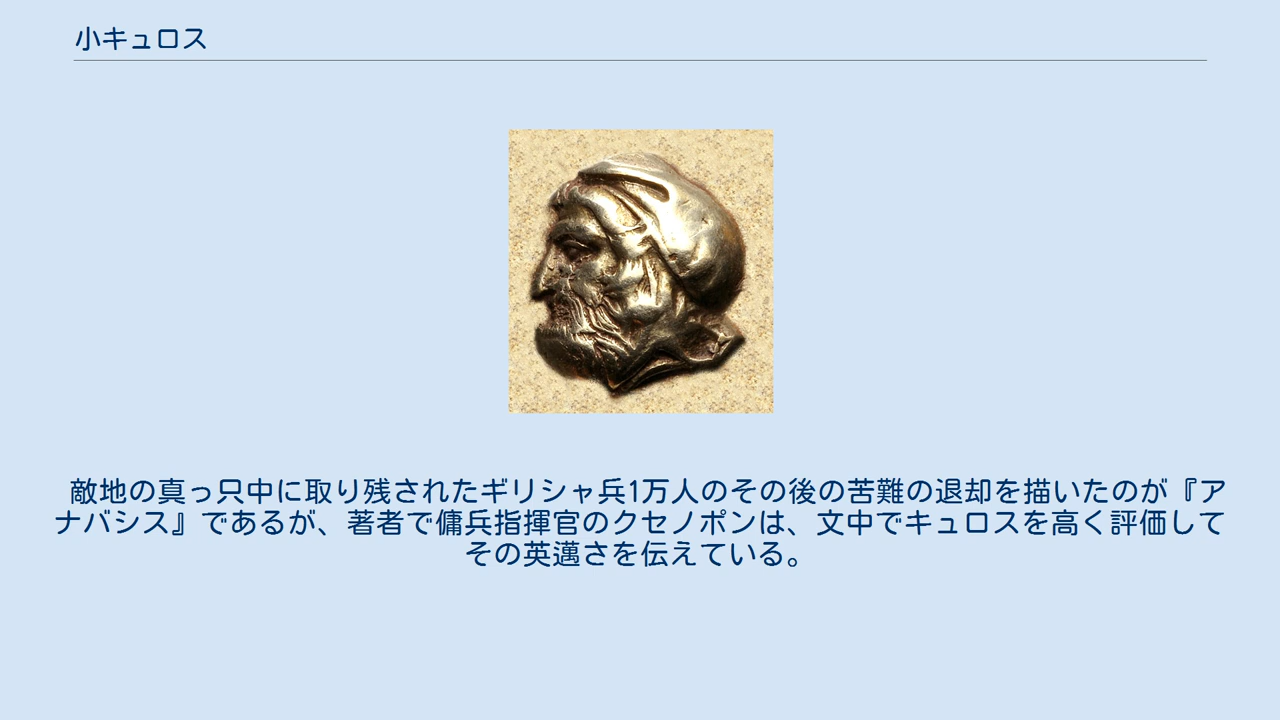 小キュロス
敵地の真っ只中に取り残されたギリシャ兵1万人のその後の苦難の退却を描いたのが『ア
ナバシス』であるが、著者で傭兵指揮官のクセノポンは、文中でキュロスを高く評価して
その英邁さを伝えている。